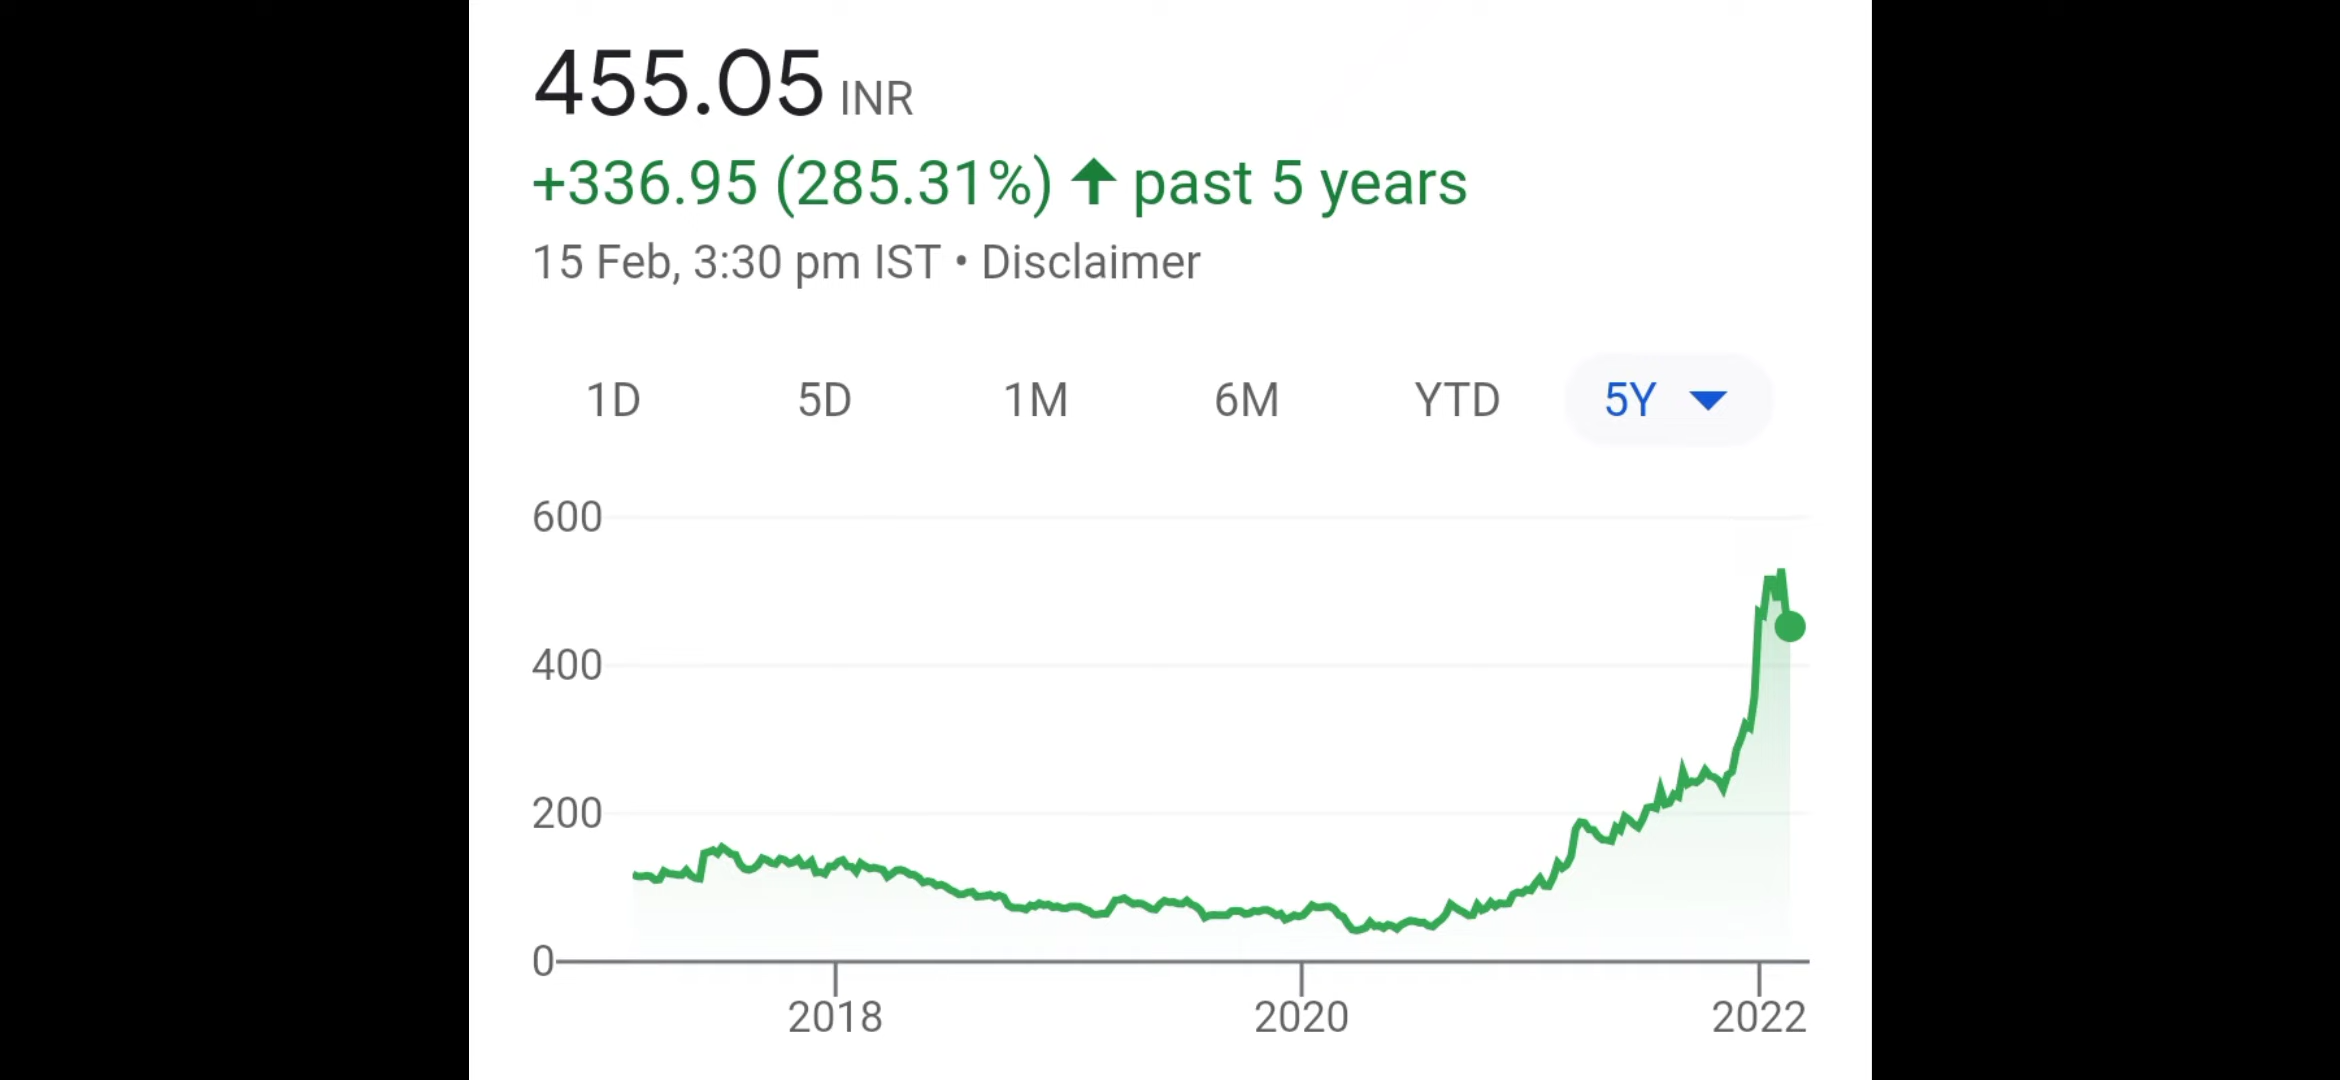 455.05 INR
+336.95 (285.31%) ↑ past 5 years
15 Feb, 3:30 pm IST • Disclaimer
1D 5D 1M 6M YTD 5Y
600
400
200
0
2018 2020 2022